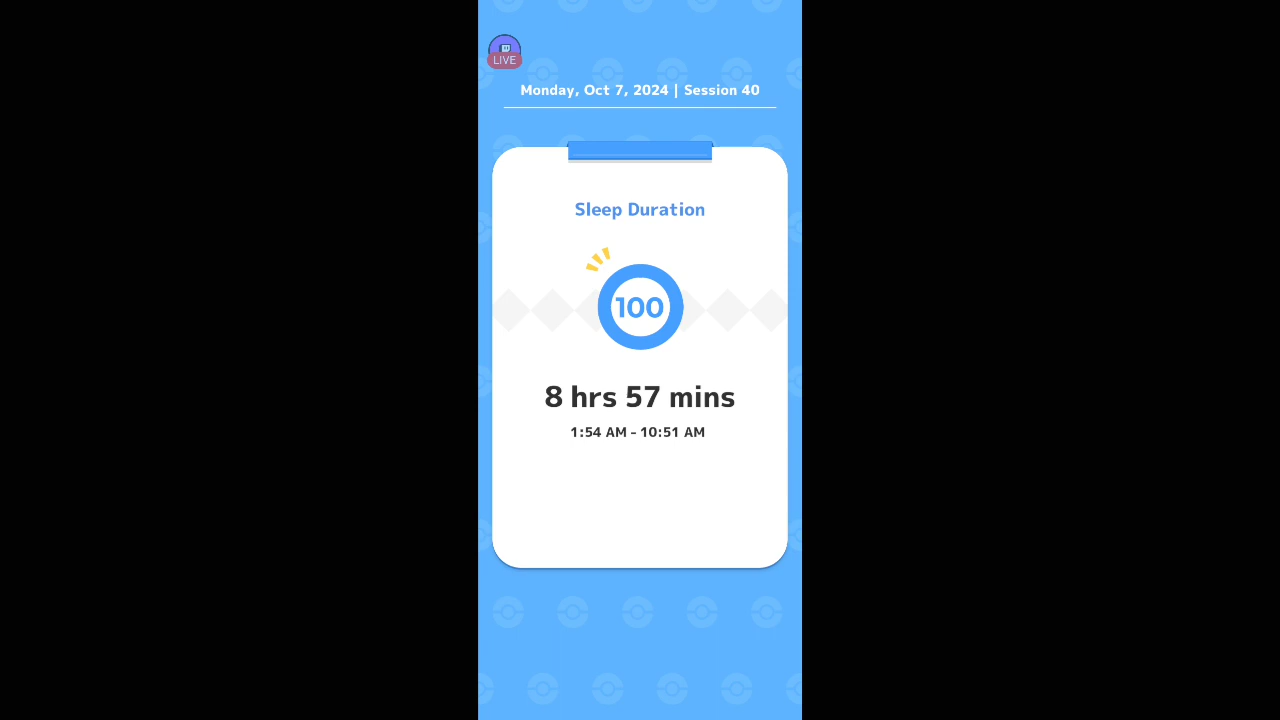 LIVE
Monday, Oct 7, 2024 | Session 40
Sleep Duration
100
8 hrs 57 mins
1:54 AM - 10:51 AM